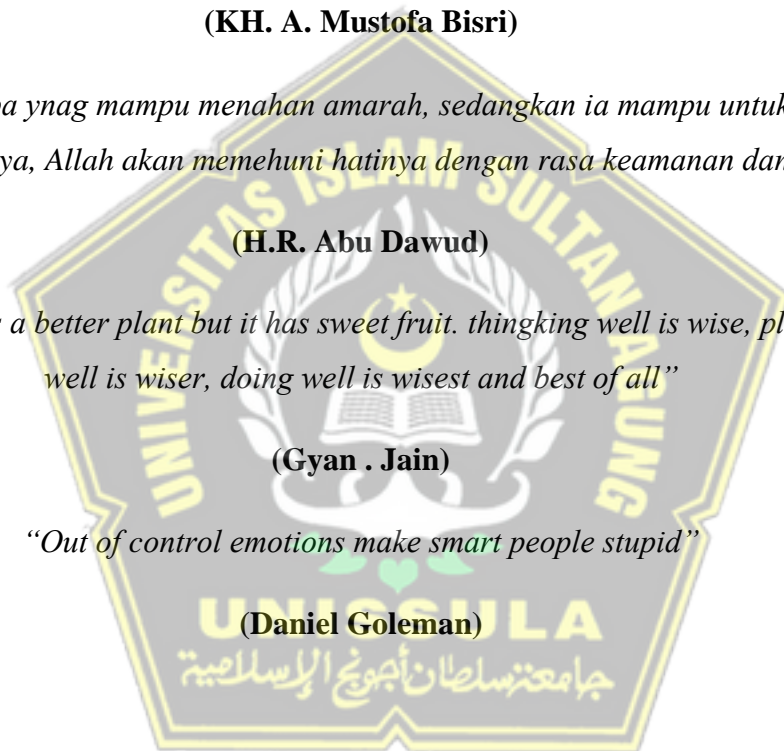 (KH. A. Mustofa Bisri)
ynag mampu menahan amarah, sedangkan ia mampu untuk
Allah akan memehuni hatinya dengan rasa keamanan dan
(H.R. Abu Dawud)
a better plant but it has sweet fruit. thingking well is wise,
well is wiser, doing well is wisest and best of all”
(Gyan . Jain)
“Out of control emotions make smart people stupid”
(Daniel Goleman)
UNIVERSITAS ISLAM SULTAN AGUNG
UNISSULA
جامعة سلطان أجونج الإسلامية